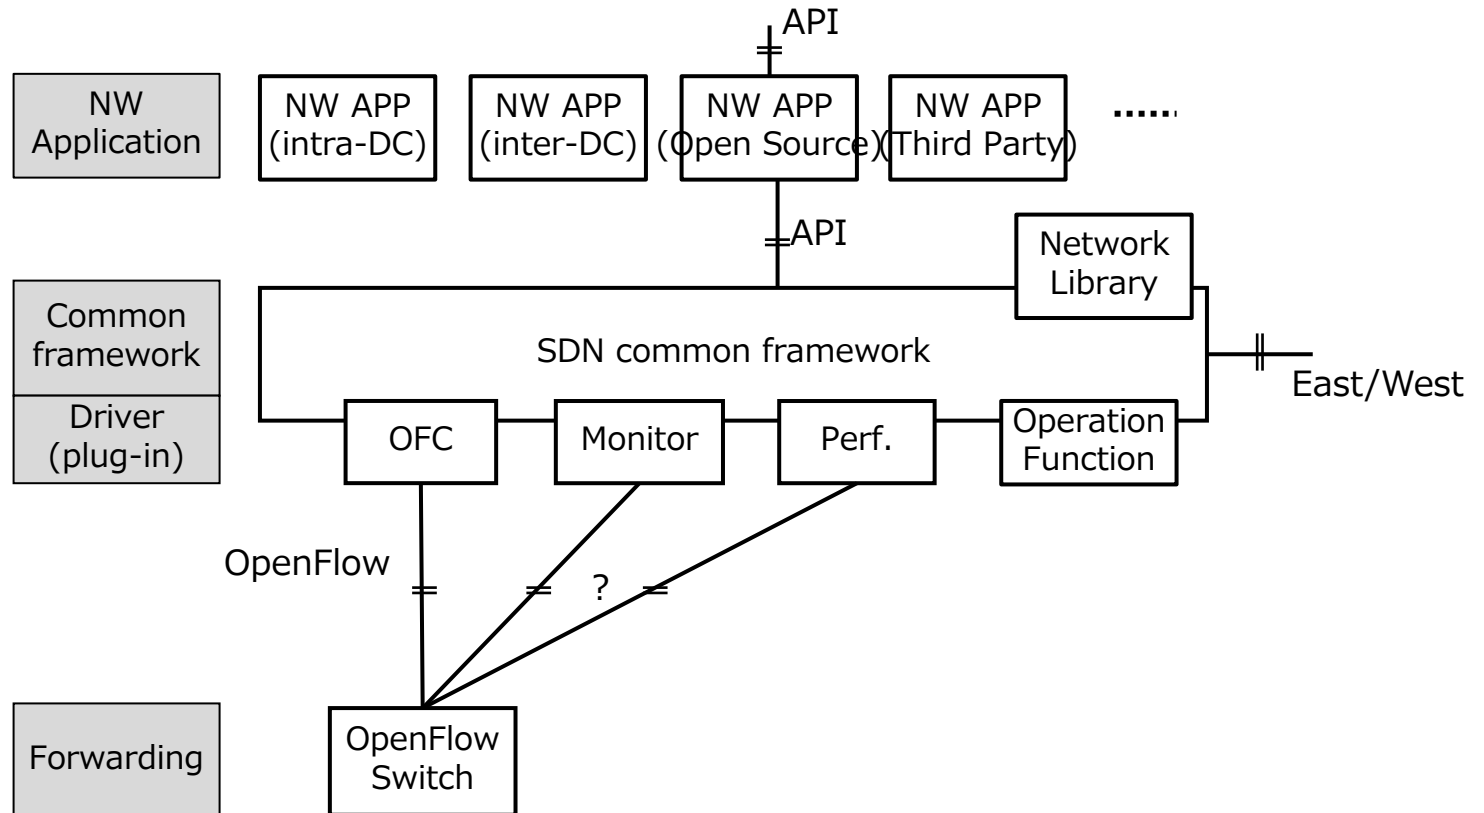 API
NW
Application
NW APP
(intra-DC)
NW APP
(inter-DC)
NW APP
(Open Source)
NW APP
(Third Party)
......
API
Network
Library
Common
framework
SDN common framework
East/West
Driver
(plug-in)
OFC
Monitor
Perf.
Operation
Function
OpenFlow
?
Forwarding
OpenFlow
Switch